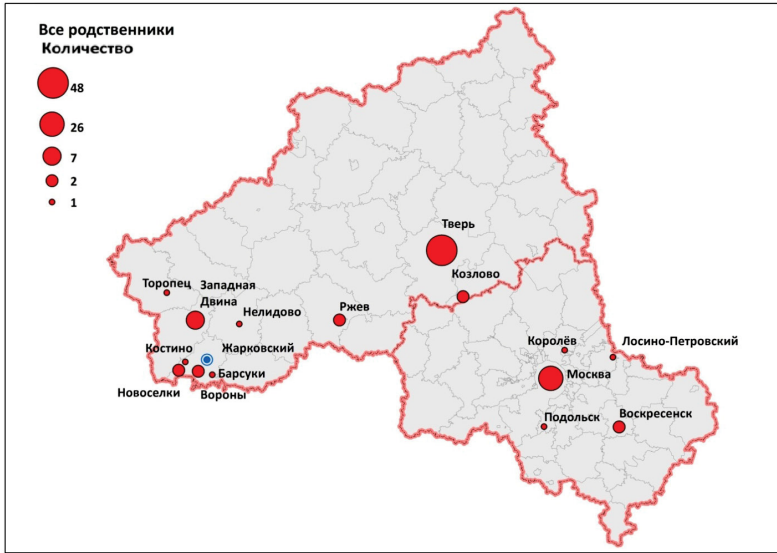 Все родственники
Количество
48
26
7
2
1
Тверь
Козлово
Торопец
Западная
Двина
Нелидово
Ржев
Костино
Жарковский
Барсуки
Новоселки
Вороны
Королёв
Лосино-Петровский
Москва
Подольск
Воскресенск